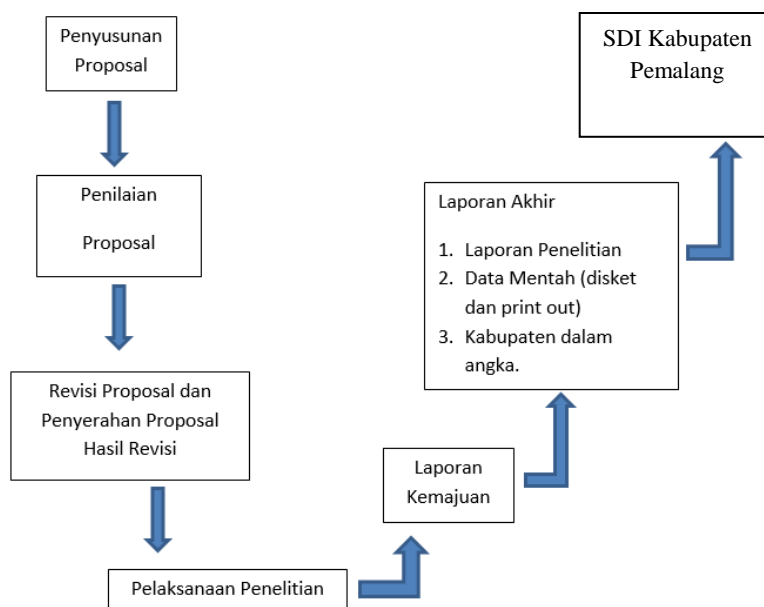 Penyusunan
Proposal
Penilaian
Proposal
Revisi Proposal dan
Penyerahan Proposal
Hasil Revisi
Pelaksanaan Penelitian
Laporan
Kemajuan
Laporan Akhir
1. Laporan Penelitian
2. Data Mentah (disket
dan print out)
3. Kabupaten dalam
angka.
SDI Kabupaten
Pemalang